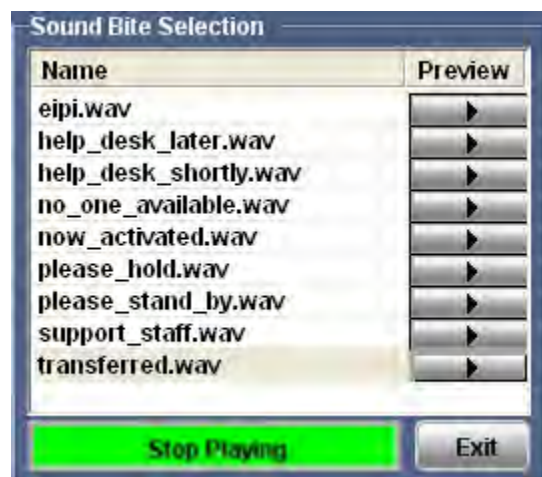 Sound Bite Selection
Name Preview
eipi.wav
help_desk_later.wav
help_desk_shortly.wav
no_one_available.wav
now_activated.wav
please_hold.wav
please_stand_by.wav
support_staff.wav
transferred.wav
Stop Playing Exit